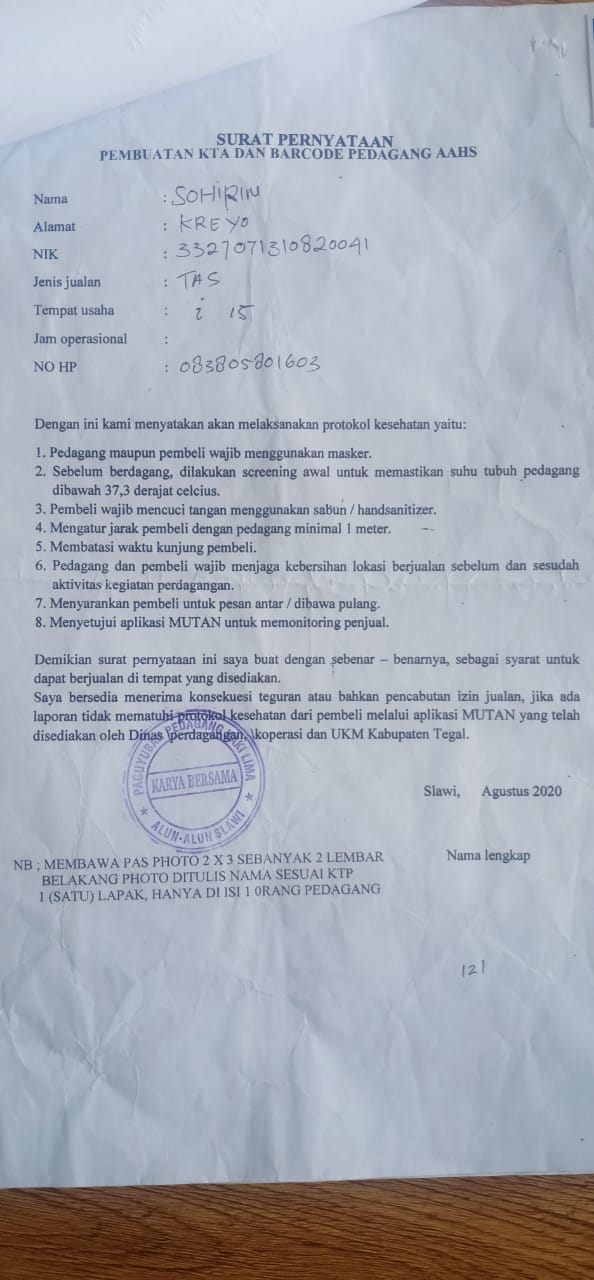 SURAT PERNYATAAN
PEMBUATAN KTA DAN BARCODE PEDAGANG AAHS
Nama : SOHIRIN
Alamat : KREYO
NIK : 3327071310820041
Jenis jualan : TAS
Tempat usaha : i 15
Jam operasional :
NO HP : 083805801603
Dengan ini kami menyatakan akan melaksanakan protokol kesehatan yaitu:
1. Pedagang maupun pembeli wajib menggunakan masker.
2. Sebelum berdagang, dilakukan screening awal untuk memastikan suhu tubuh pedagang
dibawah 37,3 derajat celcius.
3. Pembeli wajib mencuci tangan menggunakan sabun / handsanitizer.
4. Mengatur jarak pembeli dengan pedagang minimal 1 meter.
5. Membatasi waktu kunjung pembeli.
6. Pedagang dan pembeli wajib menjaga kebersihan lokasi berjualan sebelum dan sesudah
aktivitas kegiatan perdagangan.
7. Menyarankan pembeli untuk pesan antar / dibawa pulang.
8. Menyetujui aplikasi MUTAN untuk memonitoring penjual.
Demikian surat pernyataan ini saya buat dengan sebenar – benarnya, sebagai syarat untuk
dapat berjualan di tempat yang disediakan.
Saya bersedia menerima konsekuesi teguran atau bahkan pencabutan izin jualan, jika ada
laporan tidak mematuhi protokol kesehatan dari pembeli melalui aplikasi MUTAN yang telah
disediakan oleh Dinas \perdagangan, \koperasi dan UKM Kabupaten Tegal.
PAGUYUBAN PEDAGANG KAKI LIMA
KARYA BERSAMA
★ ALUN-ALUN SLAWI ★
Slawi, Agustus 2020
Nama lengkap
NB ; MEMBAWA PAS PHOTO 2 X 3 SEBANYAK 2 LEMBAR
BELAKANG PHOTO DITULIS NAMA SESUAI KTP
1 (SATU) LAPAK, HANYA DI ISI 1 0RANG PEDAGANG
121